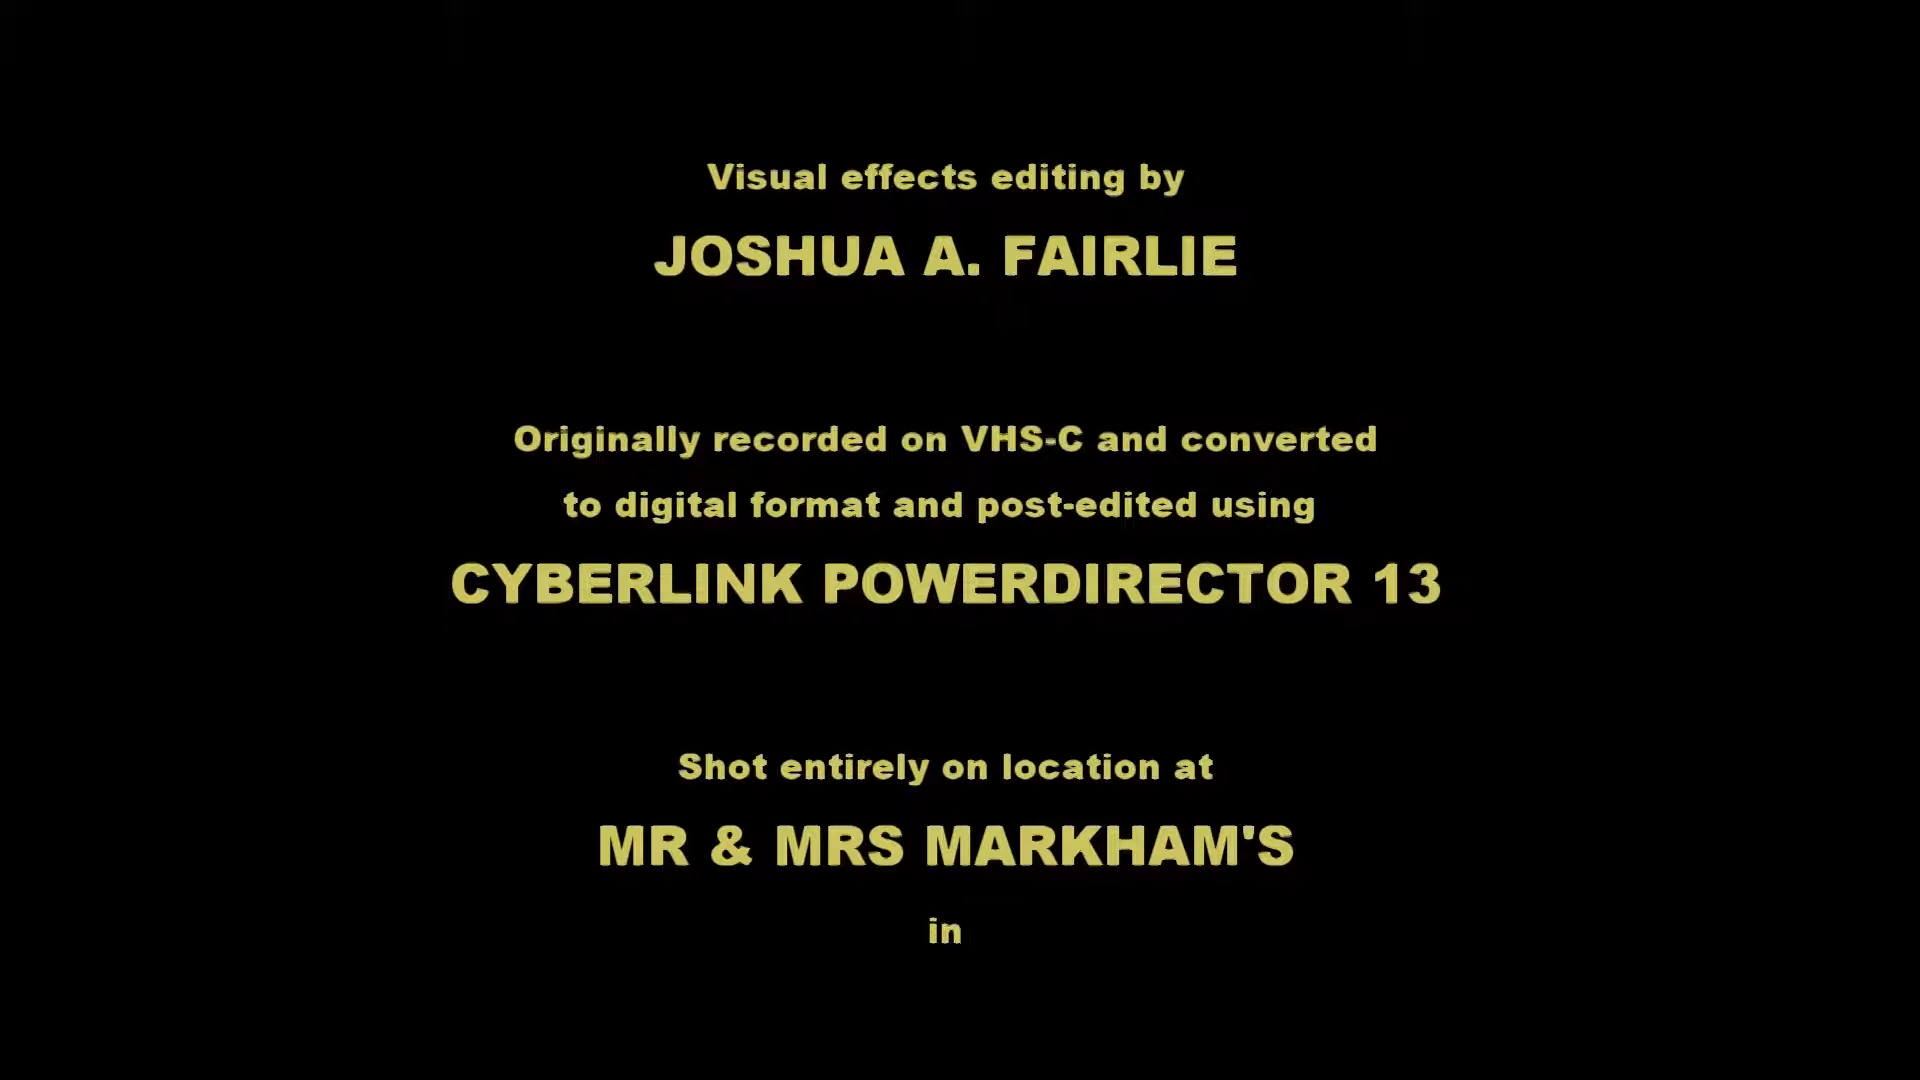 Visual effects editing by
JOSHUA A. FAIRLIE
Originally recorded on VHS-C and converted
to digital format and post-edited using
CYBERLINK POWERDIRECTOR 13
Shot entirely on location at
MR & MRS MARKHAM'S
in